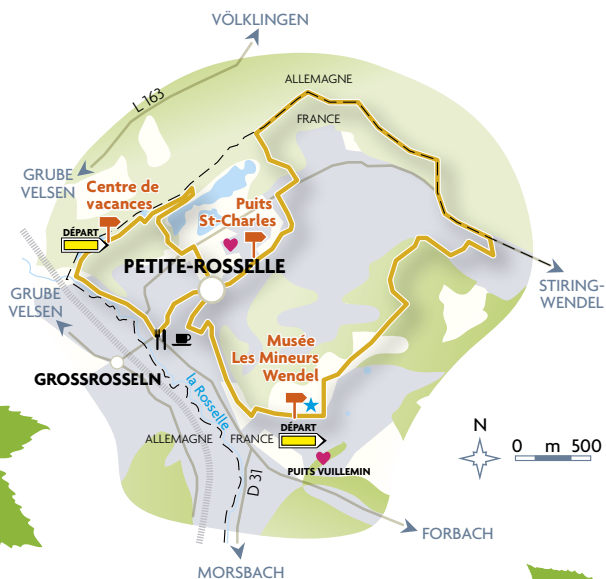 VÖLKLINGEN
L 163
ALLEMAGNE
FRANCE
GRUBE
VELSEN
Centre de
vacances
Puits
St-Charles
DÉPART
PETITE-ROSSELLE
STIRING-
WENDEL
GRUBE
VELSEN
Musée
Les Mineurs
Wendel
GROSSROSSELN
la Rosselle
DÉPART
ALLEMAGNE
FRANCE
PUITS VUILLEMIN
N
0 m 500
D 31
FORBACH
MORSBACH